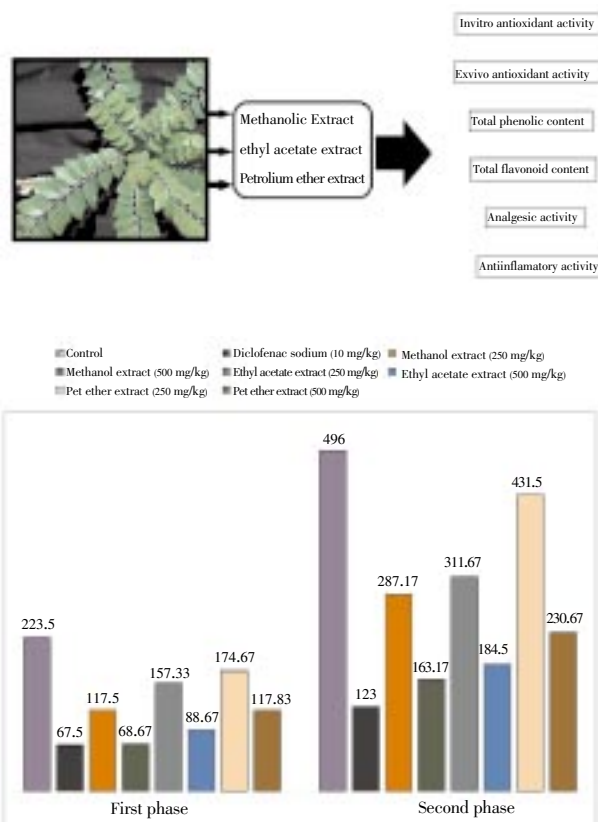 Invitro antioxidant activity
Exvivo antioxidant activity
Methanolic Extract
ethyl acetate extract
Petrolium ether extract
Total phenolic content
Total flavonoid content
Analgesic activity
Antiinflamatory activity
Control
Diclofenac sodium (10 mg/kg)
Methanol extract (250 mg/kg)
Methanol extract (500 mg/kg)
Ethyl acetate extract (250 mg/kg)
Ethyl acetate extract (500 mg/kg)
Pet ether extract (250 mg/kg)
Pet ether extract (500 mg/kg)
223.5
67.5
117.5
68.67
157.33
88.67
174.67
117.83
496
123
287.17
163.17
311.67
184.5
431.5
230.67
First phase
Second phase